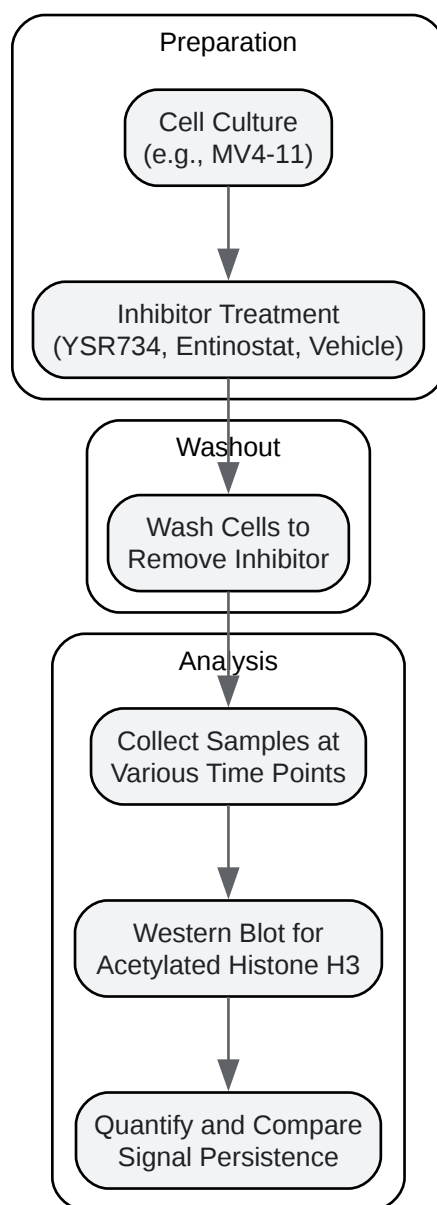 Preparation
Cell Culture
(e.g., MV4-11)
Inhibitor Treatment
(YSR734, Entinostat, Vehicle)
Washout
Wash Cells to
Remove Inhibitor
Analysis
Collect Samples at
Various Time Points
Western Blot for
Acetylated Histone H3
Quantify and Compare
Signal Persistence